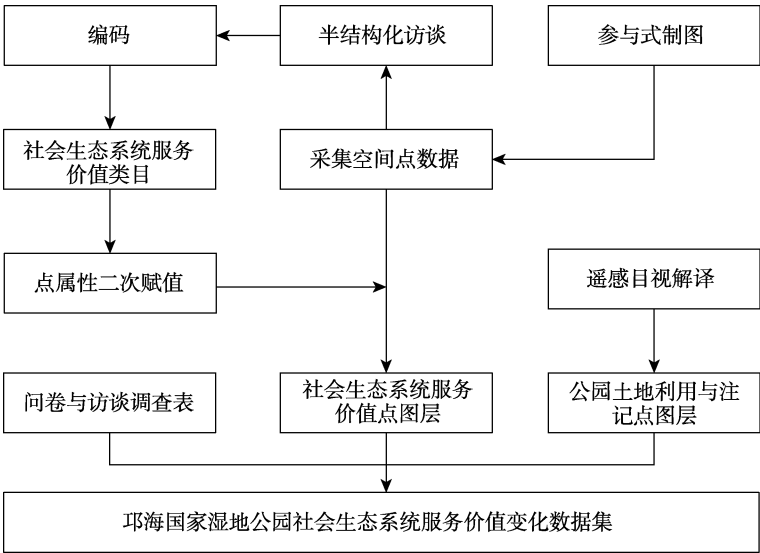 编码
半结构化访谈
参与式制图
社会生态系统服务
价值类目
采集空间点数据
点属性二次赋值
遥感目视解译
问卷与访谈调查表
社会生态系统服务
价值点图层
公园土地利用与注
记点图层
邛海国家湿地公园社会生态系统服务价值变化数据集